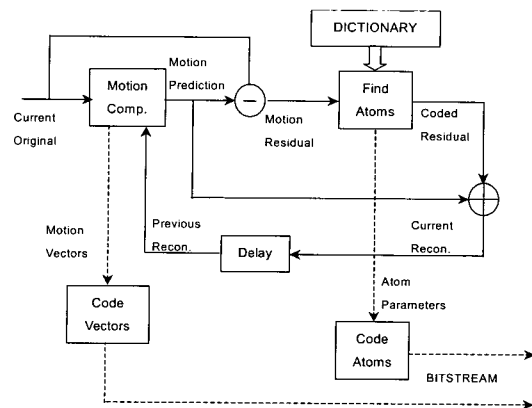 DICTIONARY
Motion
Prediction
Motion
Comp.
Find
Atoms
Current
Original
Motion
Residual
Coded
Residual
Motion
Vectors
Previous
Recon.
Delay
Current
Recon.
Atom
Parameters
Code
Vectors
Code
Atoms
BITSTREAM